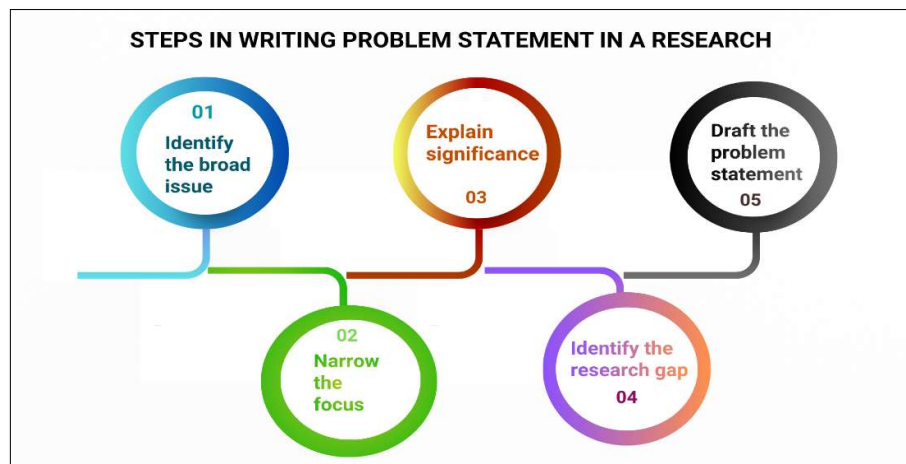 STEPS IN WRITING PROBLEM STATEMENT IN A RESEARCH
01
Identify
the broad
issue
02
Narrow
the
focus
Explain
significance
03
Identify the
research gap
04
Draft the
problem
statement
05